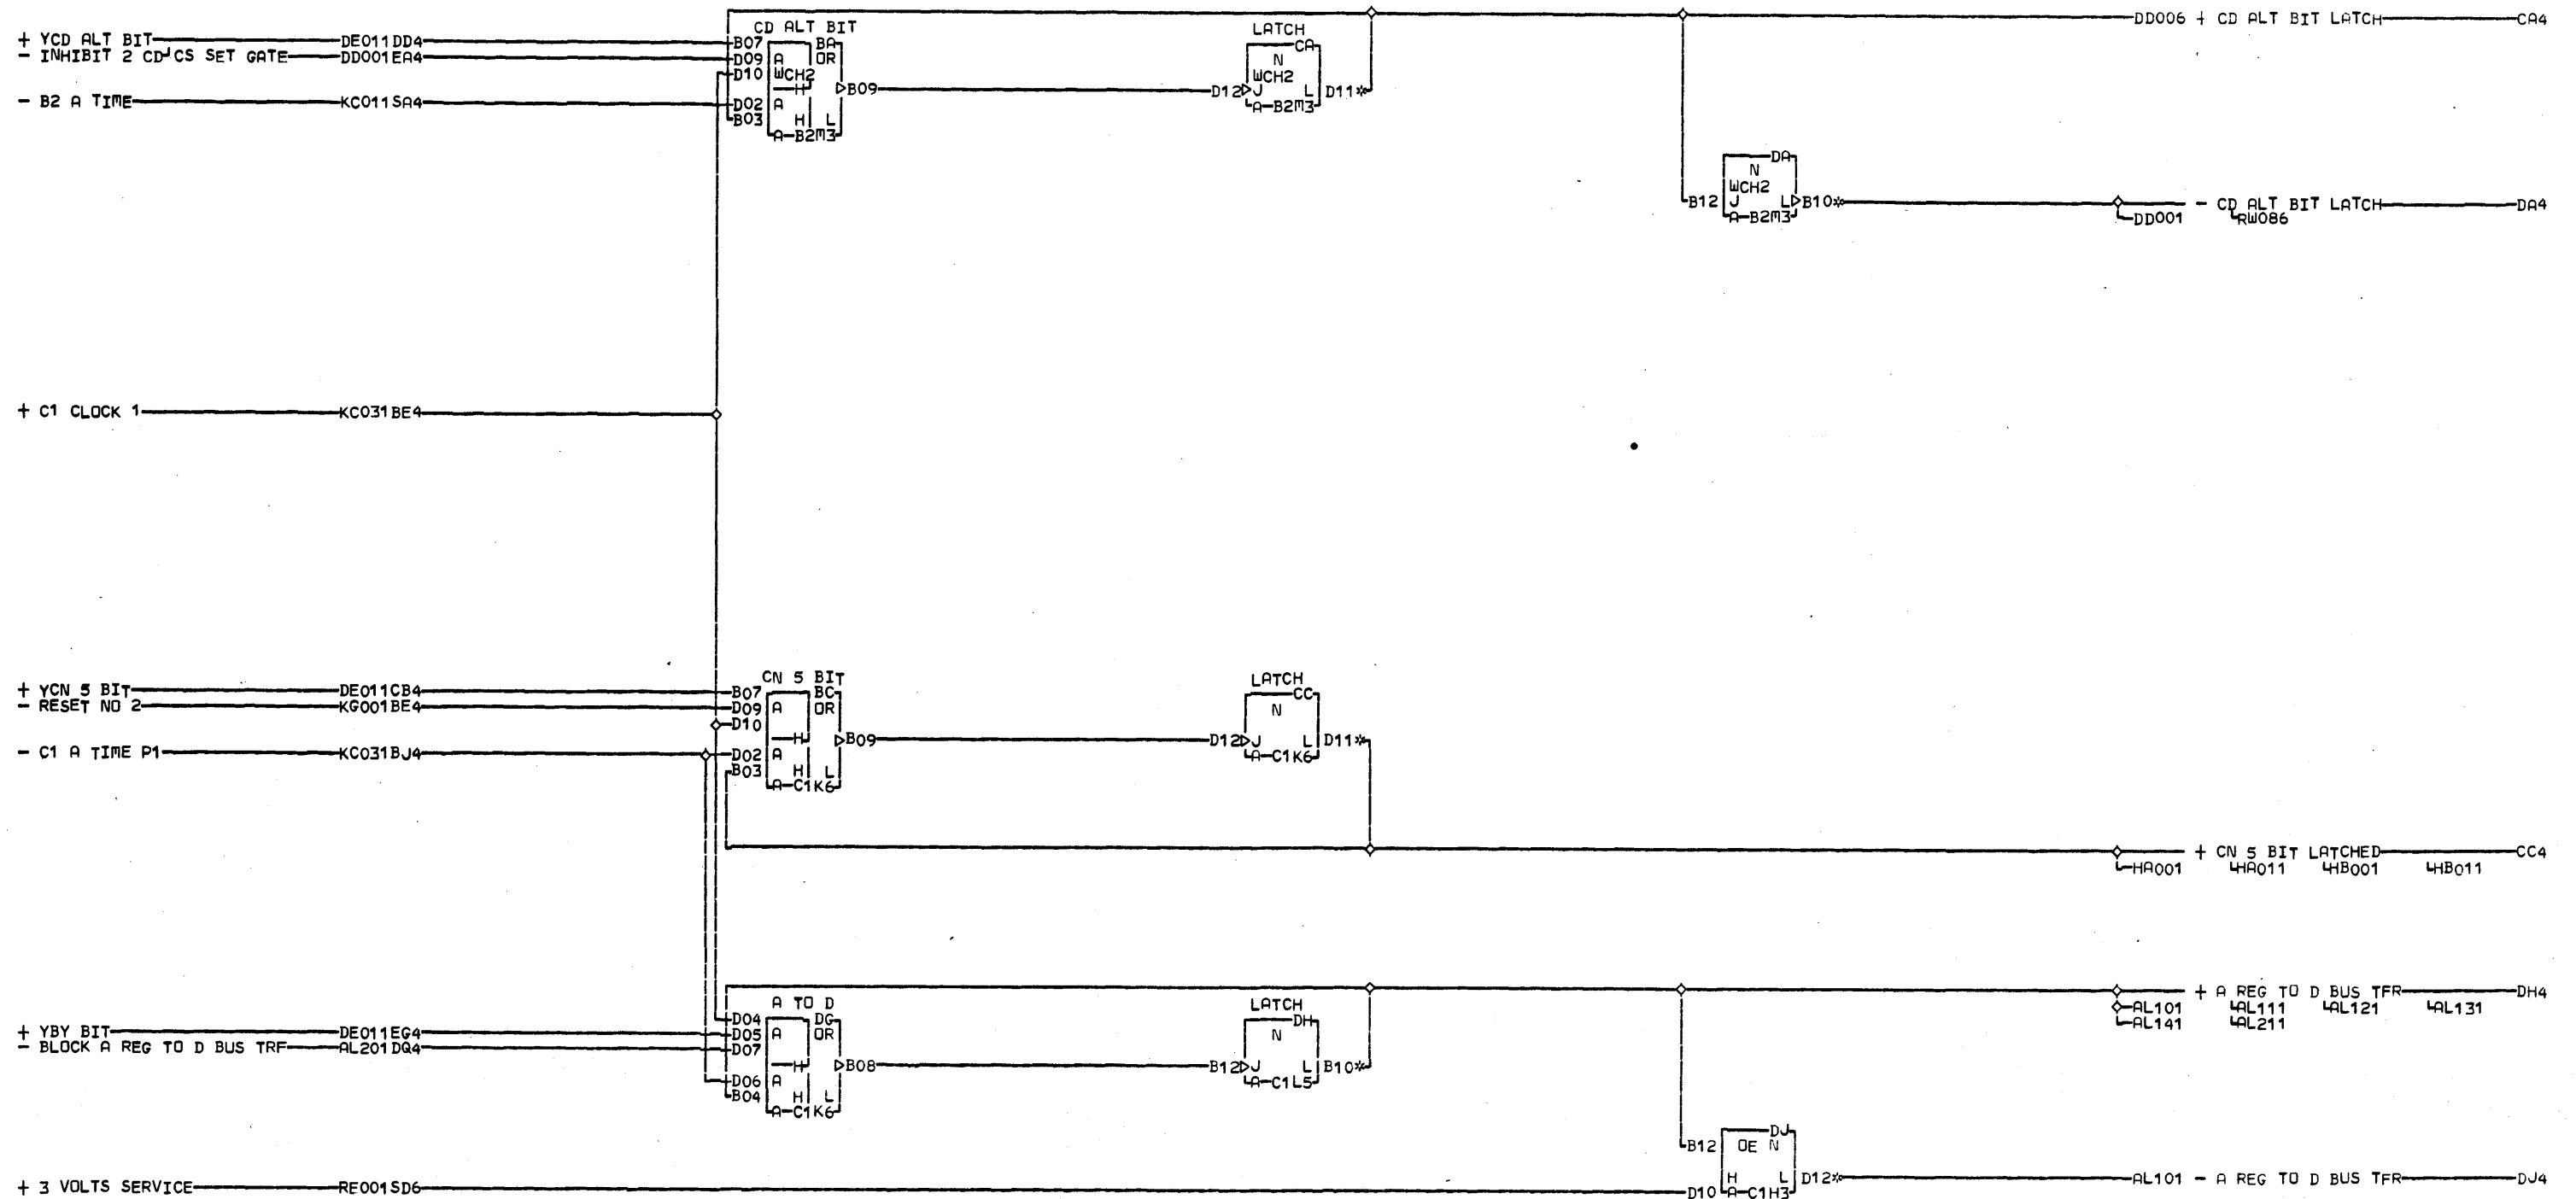 DD006 + CD ALT BIT LATCH CA4
CD ALT BIT
LATCH
+ YCD ALT BIT DE011DD4 B07 BA CA
- INHIBIT 2 CD CS SET GATE DD001EA4 D09 A OR N
D10 WCH2 WCH2
H B09 D12 J L D11*
- B2 A TIME KC011SA4 D02 A A-B2M3
B03 H L
A-B2M3
DA
N
WCH2
B12 J L B10* - CD ALT BIT LATCH DA4
A-B2M3 DD001 RW086
+ C1 CLOCK 1 KC031BE4
CN 5 BIT LATCH
+ YCN 5 BIT DE011CB4 B07 BC CC
- RESET NO 2 KG001BE4 D09 A OR N
D10
H B09 D12 J L D11*
- C1 A TIME P1 KC031BJ4 D02 A A-C1K6
B03 H L
A-C1K6
+ CN 5 BIT LATCHED CC4
HA001 HA011 HB001 HB011
+ A REG TO D BUS TFR DH4
A TO D LATCH AL101 AL111 AL121 AL131
D04 DG DH AL141 AL211
+ YBY BIT DE011EG4 D05 A OR N
- BLOCK A REG TO D BUS TRF AL201DQ4 D07
H B08 B12 J L B10*
D06 A A-C1L5
B04 H L
A-C1K6
DJ
B12 OE N
H L D12* AL101 - A REG TO D BUS TFR DJ4
+ 3 VOLTS SERVICE RE001SD6 D10 A-C1H3